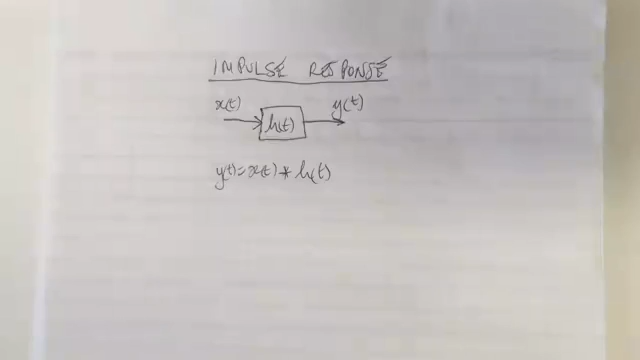 IMPULSE RESPONSE
x(t) y(t)
h(t)
y(t)=x(t) * h(t)